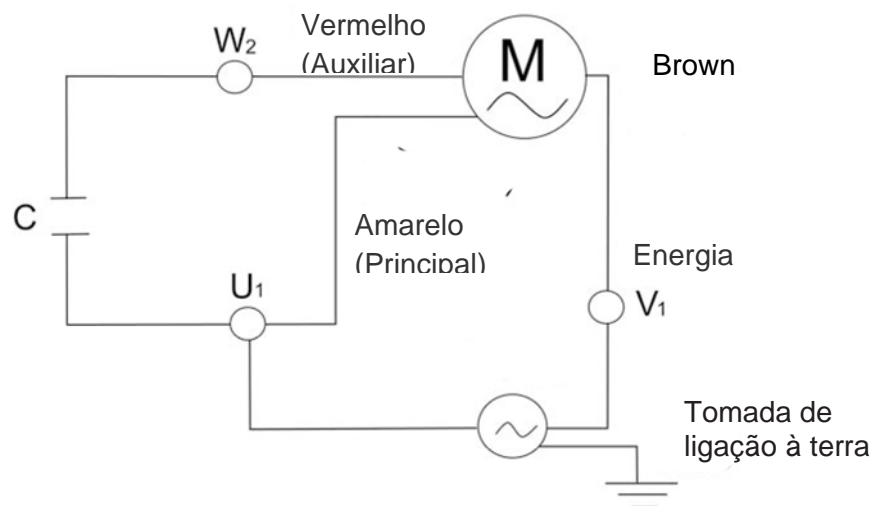 Vermelho
(Auxiliar)
W₂
M
Brown
C
Amarelo
(Principal)
Energia
U₁
V₁
Tomada de
ligação à terra